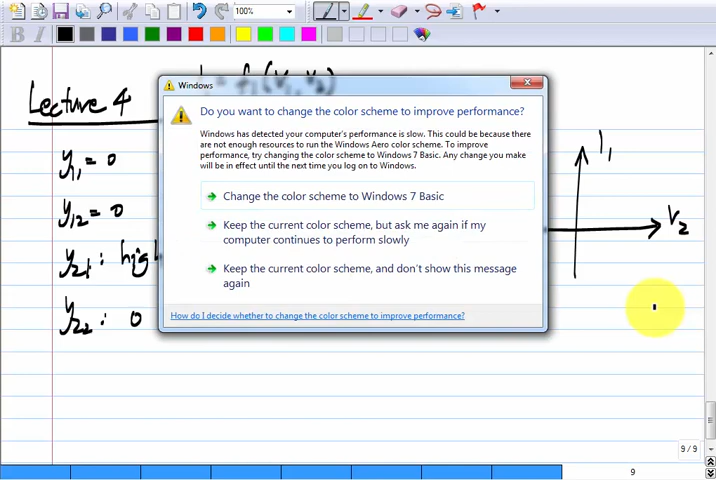 100%
B I
Lecture 4
= f1(V1, V2)
Windows
Do you want to change the color scheme to improve performance?
Windows has detected your computer's performance is slow. This could be because there
are not enough resources to run the Windows Aero color scheme. To improve
performance, try changing the color scheme to Windows 7 Basic. Any change you make
will be in effect until the next time you log on to Windows.
Change the color scheme to Windows 7 Basic
Keep the current color scheme, but ask me again if my
computer continues to perform slowly
Keep the current color scheme, and don't show this message
again
How do I decide whether to change the color scheme to improve performance?
y11 = 0
y12 = 0
y21 : high
y22 : 0
I1
V2
9 / 9
9